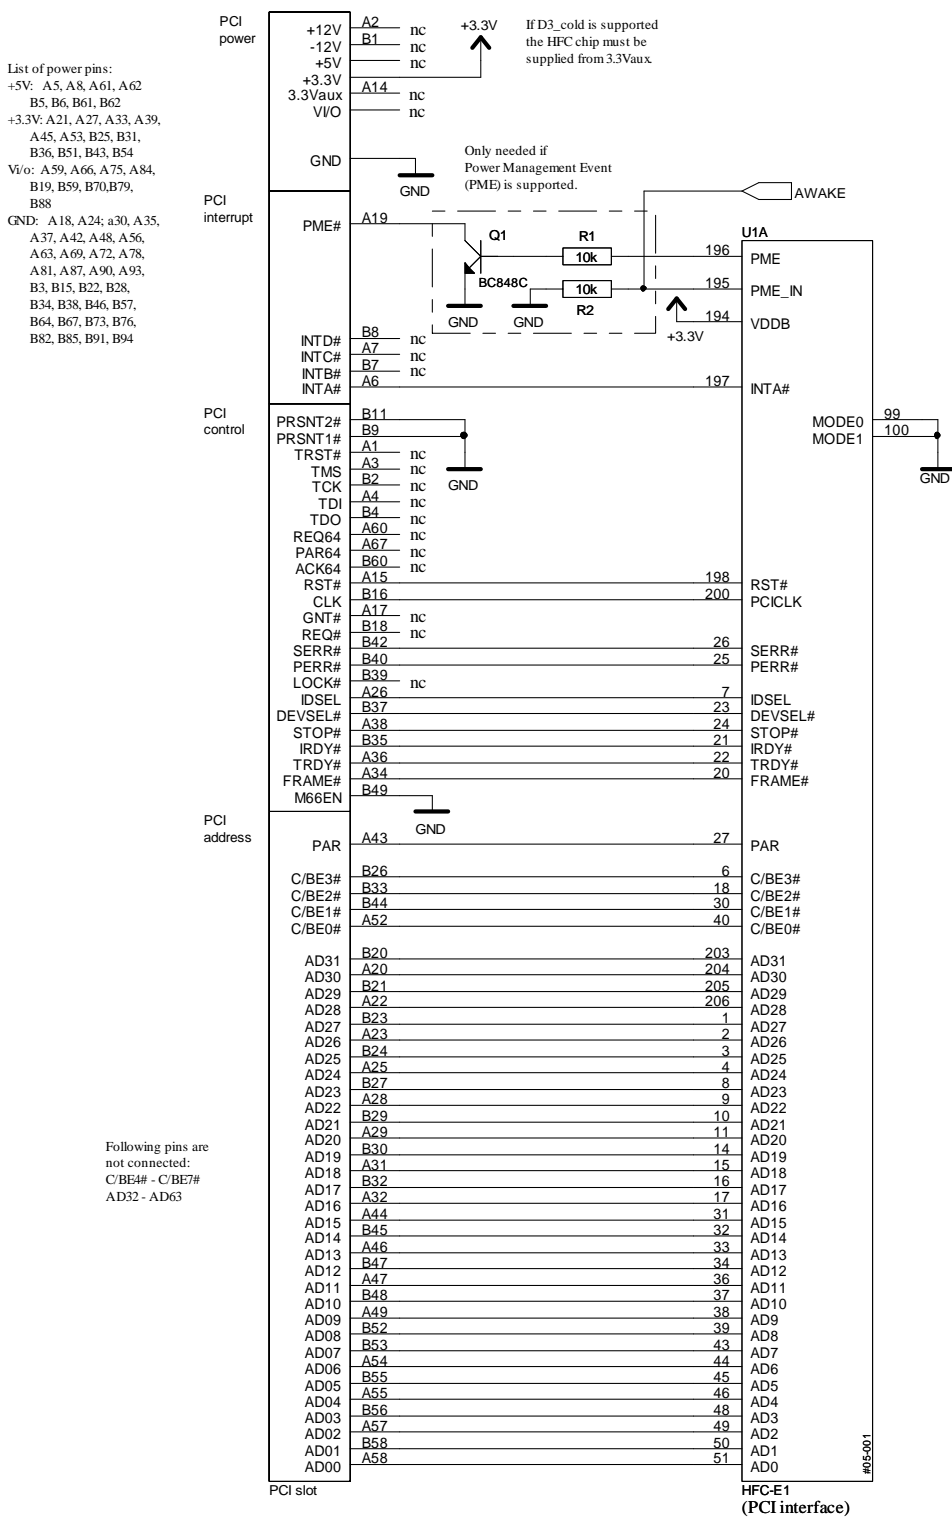 PCI
power
+12V A2 nc
-12V B1 nc
+5V nc
+3.3V
3.3Vaux A14 nc
VI/O nc
GND
GND
+3.3V
If D3_cold is supported
the HFC chip must be
supplied from 3.3Vaux
List of power pins:
+5V: A5, A8, A61, A62
B5, B6, B61, B62
+3.3V: A21, A27, A33, A39,
A45, A53, B25, B31,
B36, B51, B43, B54
Vi/o: A59, A66, A75, A84,
B19, B59, B70,B79,
B88
GND: A18, A24; a30, A35,
A37, A42, A48, A56,
A63, A69, A72, A78,
A81, A87, A90, A93,
B3, B15, B22, B28,
B34, B38, B46, B57,
B64, B67, B73, B76,
B82, B85, B91, B94
Only needed if
Power Management Event
(PME) is supported.
AWAKE
PCI
interrupt
PME# A19
Q1
BC848C
GND
R1
10k
10k
R2
GND
U1A
196 PME
195 PME_IN
194 VDDB
+3.3V
INTD# B8 nc
INTC# A7 nc
INTB# B7 nc
INTA# A6 197 INTA#
PCI
control
PRSNT2# B11
PRSNT1# B9
GND
MODE0 99
MODE1 100
GND
TRST# A1 nc
TMS A3 nc
TCK B2 nc
TDI A4 nc
TDO B4 nc
REQ64 A60 nc
PAR64 A67 nc
ACK64 B60 nc
RST# A15 198 RST#
CLK B16 200 PCICLK
GNT# A17 nc
REQ# B18 nc
SERR# B42 26 SERR#
PERR# B40 25 PERR#
LOCK# B39 nc
IDSEL A26 7 IDSEL
DEVSEL# B37 23 DEVSEL#
STOP# A38 24 STOP#
IRDY# B35 21 IRDY#
TRDY# A36 22 TRDY#
FRAME# A34 20 FRAME#
M66EN B49
GND
PCI
address
PAR A43 27 PAR
C/BE3# B26 6 C/BE3#
C/BE2# B33 18 C/BE2#
C/BE1# B44 30 C/BE1#
C/BE0# A52 40 C/BE0#
AD31 B20 203 AD31
AD30 A20 204 AD30
AD29 B21 205 AD29
AD28 A22 206 AD28
AD27 B23 1 AD27
AD26 A23 2 AD26
AD25 B24 3 AD25
AD24 A25 4 AD24
AD23 B27 8 AD23
AD22 A28 9 AD22
AD21 B29 10 AD21
AD20 A29 11 AD20
AD19 B30 14 AD19
AD18 A31 15 AD18
AD17 B32 16 AD17
AD16 A32 17 AD16
AD15 A44 31 AD15
AD14 B45 32 AD14
AD13 A46 33 AD13
AD12 B47 34 AD12
AD11 A47 36 AD11
AD10 B48 37 AD10
AD09 A49 38 AD9
AD08 B52 39 AD8
AD07 B53 43 AD7
AD06 A54 44 AD6
AD05 B55 45 AD5
AD04 A55 46 AD4
AD03 B56 48 AD3
AD02 A57 49 AD2
AD01 B58 50 AD1
AD00 A58 51 AD0
Following pins are
not connected:
C/BE4# - C/BE7#
AD32 - AD63
#05-001
PCI slot
HFC-E1
(PCI interface)